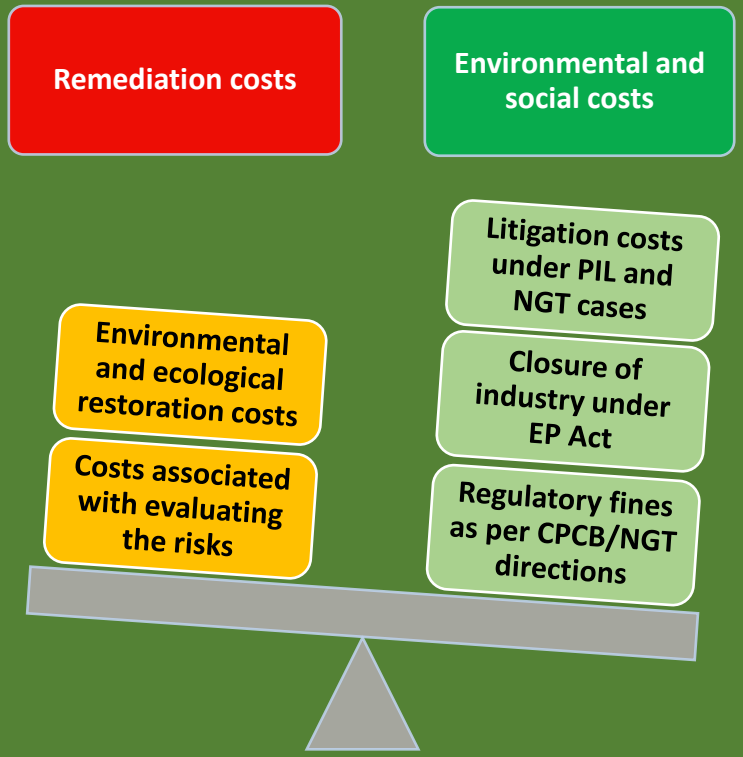 Remediation costs
Environmental and
social costs
Litigation costs
under PIL and
NGT cases
Environmental
and ecological
restoration costs
Closure of
industry under
EP Act
Costs associated
with evaluating
the risks
Regulatory fines
as per CPCB/NGT
directions